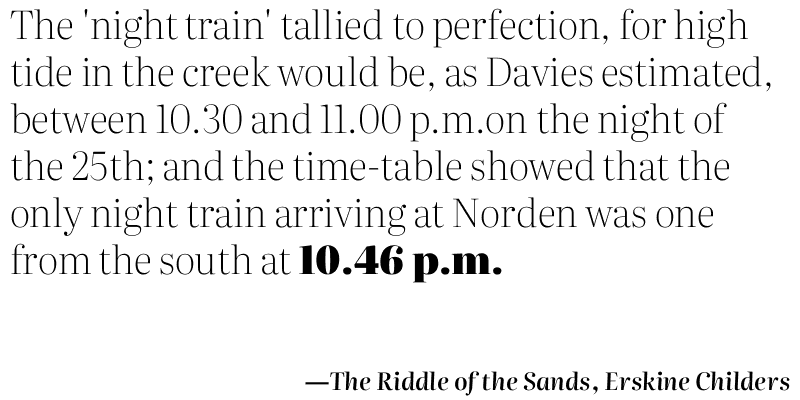 The 'night train' tallied to perfection, for high
tide in the creek would be, as Davies estimated,
between 10.30 and 11.00 p.m.on the night of
the 25th; and the time-table showed that the
only night train arriving at Norden was one
from the south at 10.46 p.m.
—The Riddle of the Sands, Erskine Childers